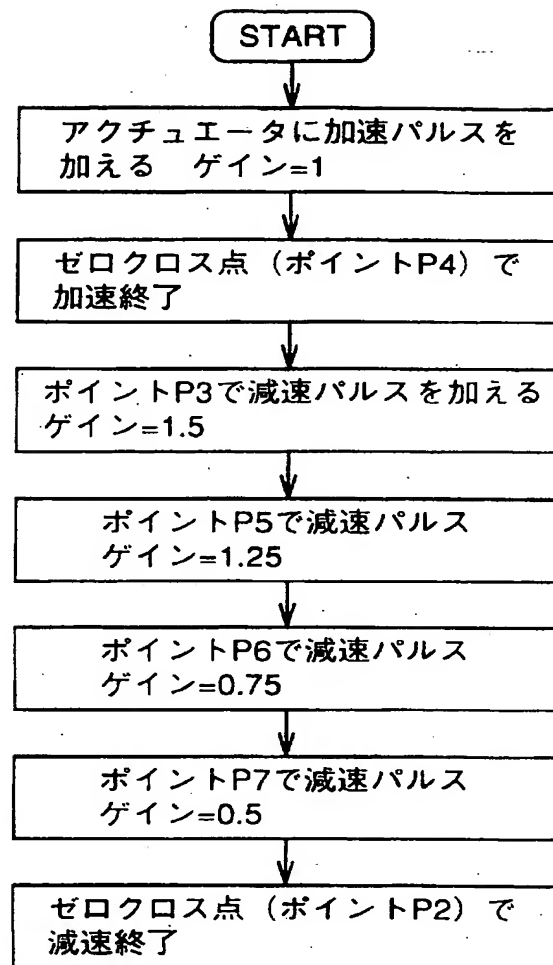 START
アクチュエータに加速パルスを
加える ゲイン=1
ゼロクロス点（ポイントP4）で
加速終了
ポイントP3で減速パルスを加える
ゲイン=1.5
ポイントP5で減速パルス
ゲイン=1.25
ポイントP6で減速パルス
ゲイン=0.75
ポイントP7で減速パルス
ゲイン=0.5
ゼロクロス点（ポイントP2）で
減速終了